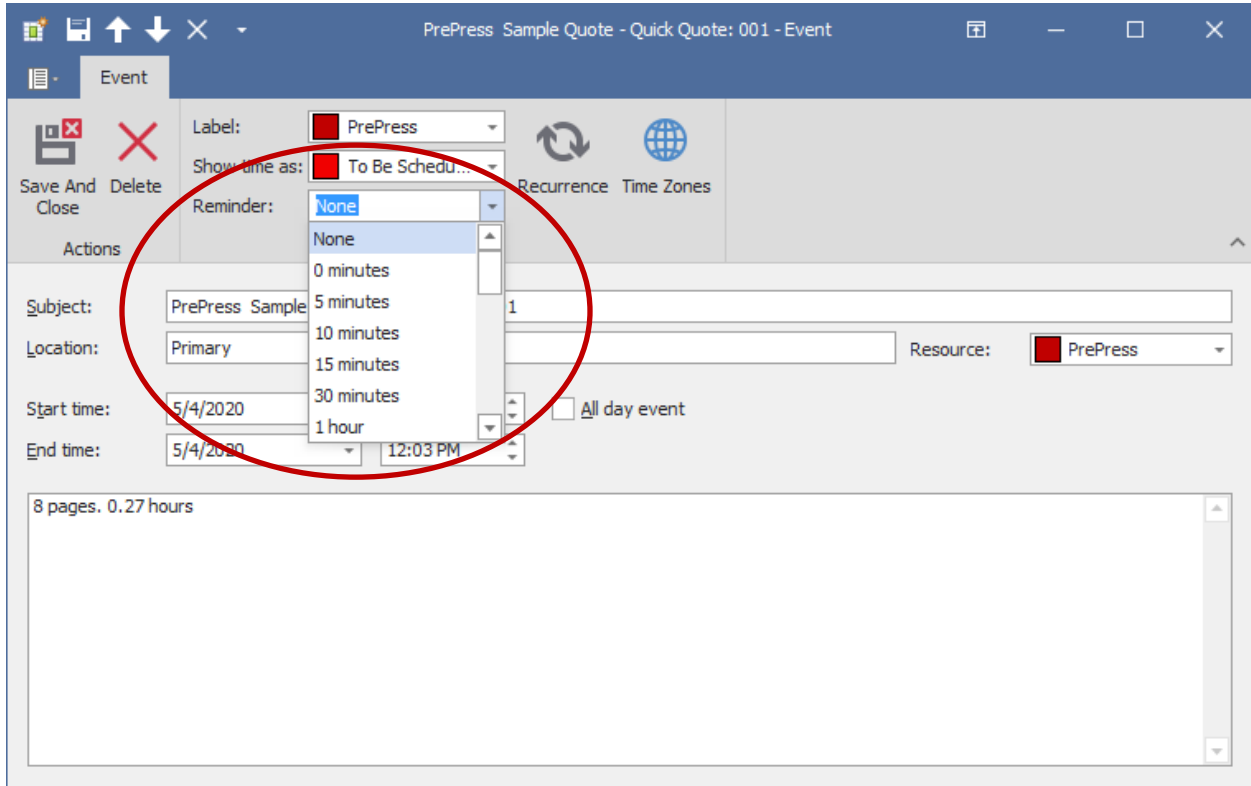 PrePress Sample Quote - Quick Quote: 001 - Event
Event
Label: PrePress
Show time as: To Be Schedu...
Reminder: None
Save And Close
Delete
Recurrence
Time Zones
Actions
None
0 minutes
5 minutes
10 minutes
15 minutes
30 minutes
1 hour
Subject: PrePress Sample 1
Location: Primary
Resource: PrePress
Start time: 5/4/2020
All day event
End time: 5/4/2020 12:03 PM
8 pages. 0.27 hours